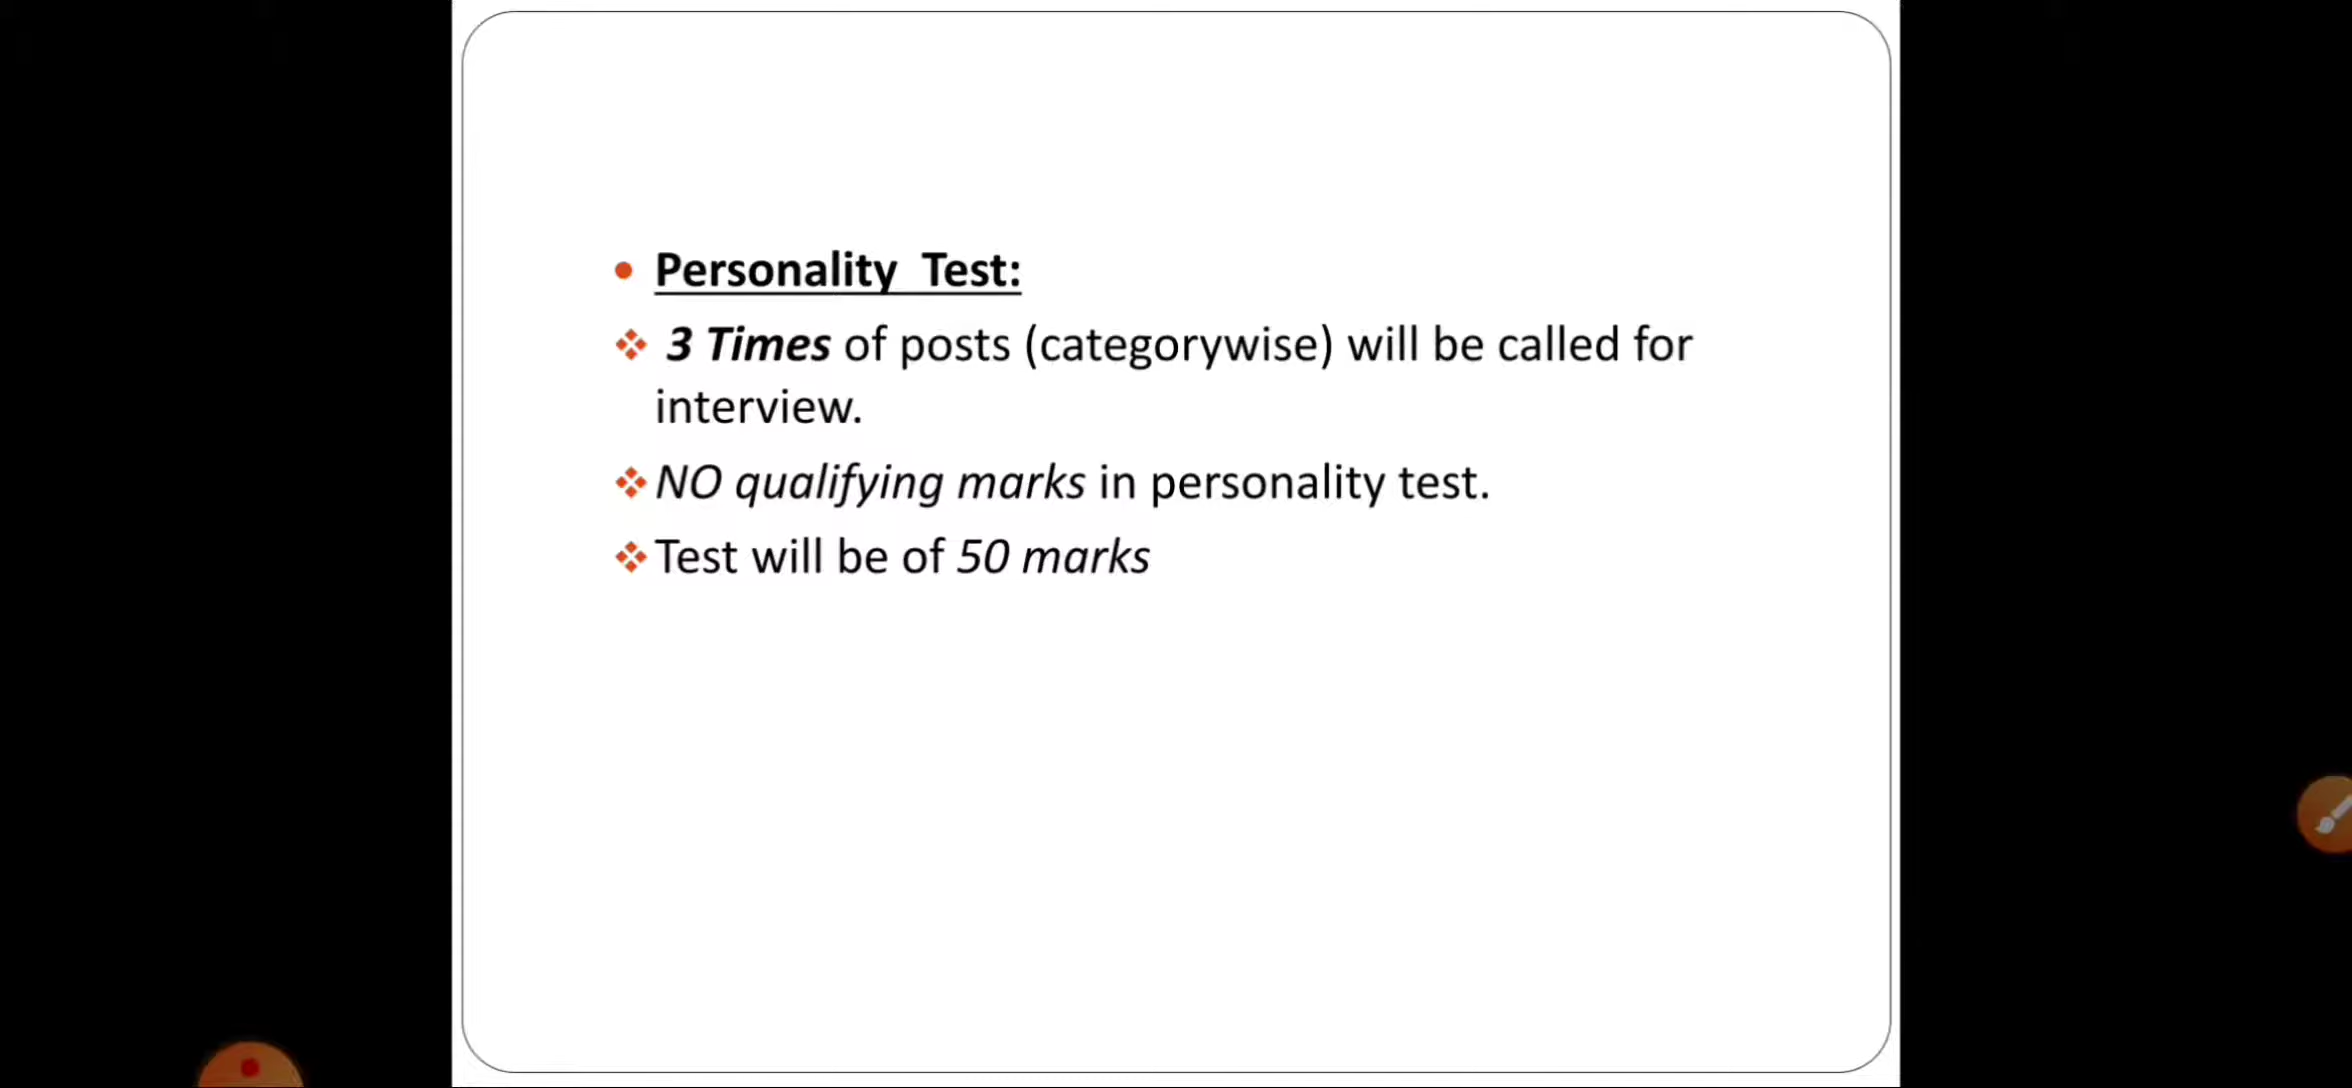 Personality Test:
3 Times of posts (categorywise) will be called for
interview.
NO qualifying marks in personality test.
Test will be of 50 marks